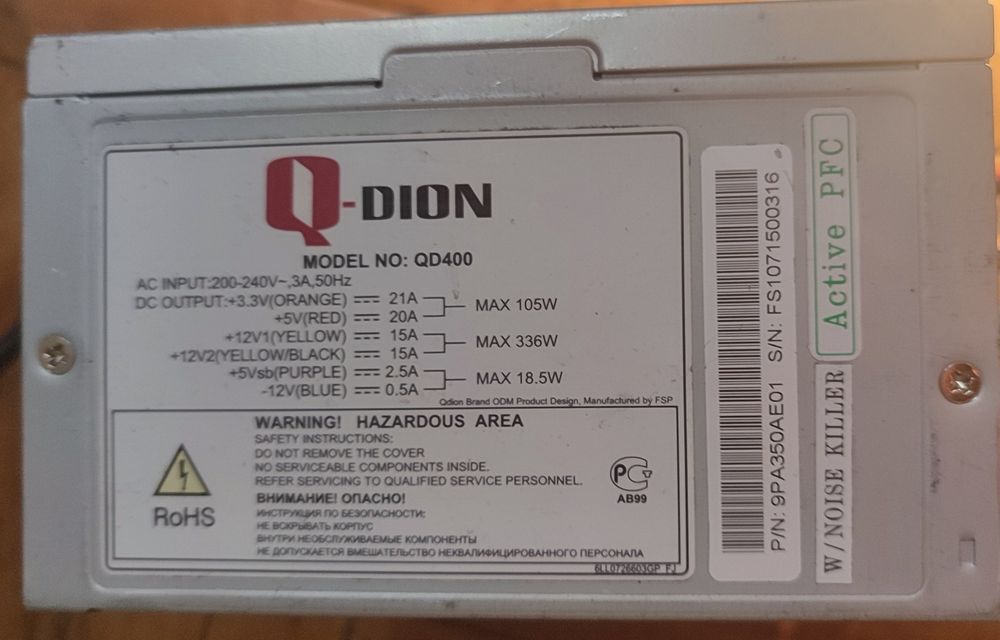 Q-DION
MODEL NO: QD400
AC INPUT:200-240V~,3A,50Hz
DC OUTPUT:+3.3V(ORANGE) 21A
+5V(RED) 20A
MAX 105W
+12V1(YELLOW) 15A
+12V2(YELLOW/BLACK) 15A
MAX 336W
+5Vsb(PURPLE) 2.5A
-12V(BLUE) 0.5A
MAX 18.5W
Qdion Brand ODM Product Design, Manufactured by FSP
WARNING! HAZARDOUS AREA
SAFETY INSTRUCTIONS:
DO NOT REMOVE THE COVER
NO SERVICEABLE COMPONENTS INSIDE.
REFER SERVICING TO QUALIFIED SERVICE PERSONNEL.
ВНИМАНИЕ! ОПАСНО!
ИНСТРУКЦИЯ ПО БЕЗОПАСНОСТИ:
НЕ ВСКРЫВАТЬ КОРПУС
ВНУТРИ НЕОБСЛУЖИВАЕМЫЕ КОМПОНЕНТЫ
НЕ ДОПУСКАЕТСЯ ВМЕШАТЕЛЬСТВО НЕКВАЛИФИЦИРОВАННОГО ПЕРСОНАЛА
RoHS
РС
АВ99
6LL0726603GP FJ
P/N: 9PA350AE01 S/N: FS1071500316
Active PFC
W/NOISE KILLER